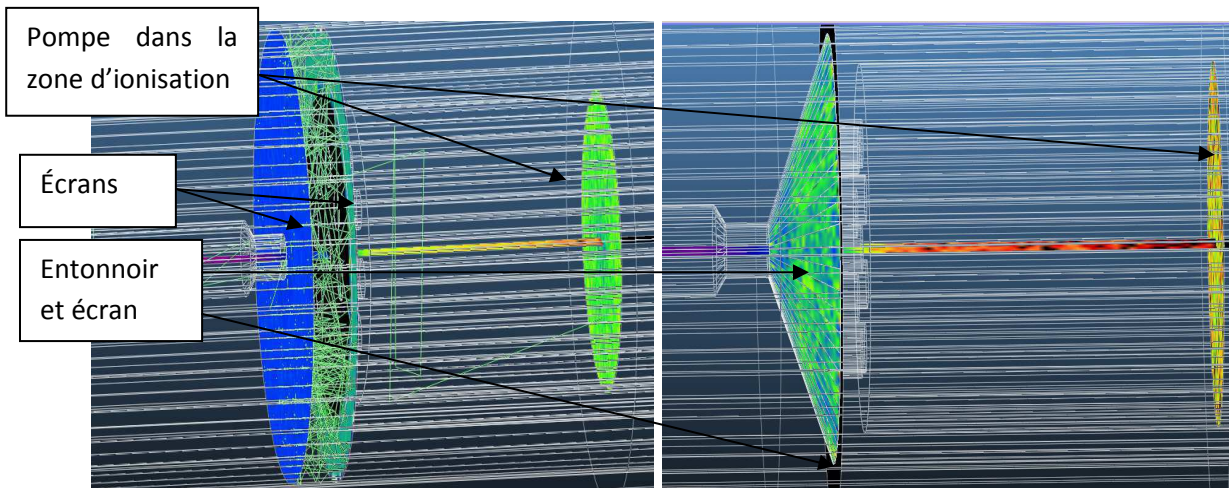 Pompe dans la
zone d’ionisation
Écrans
Entonnoir
et écran